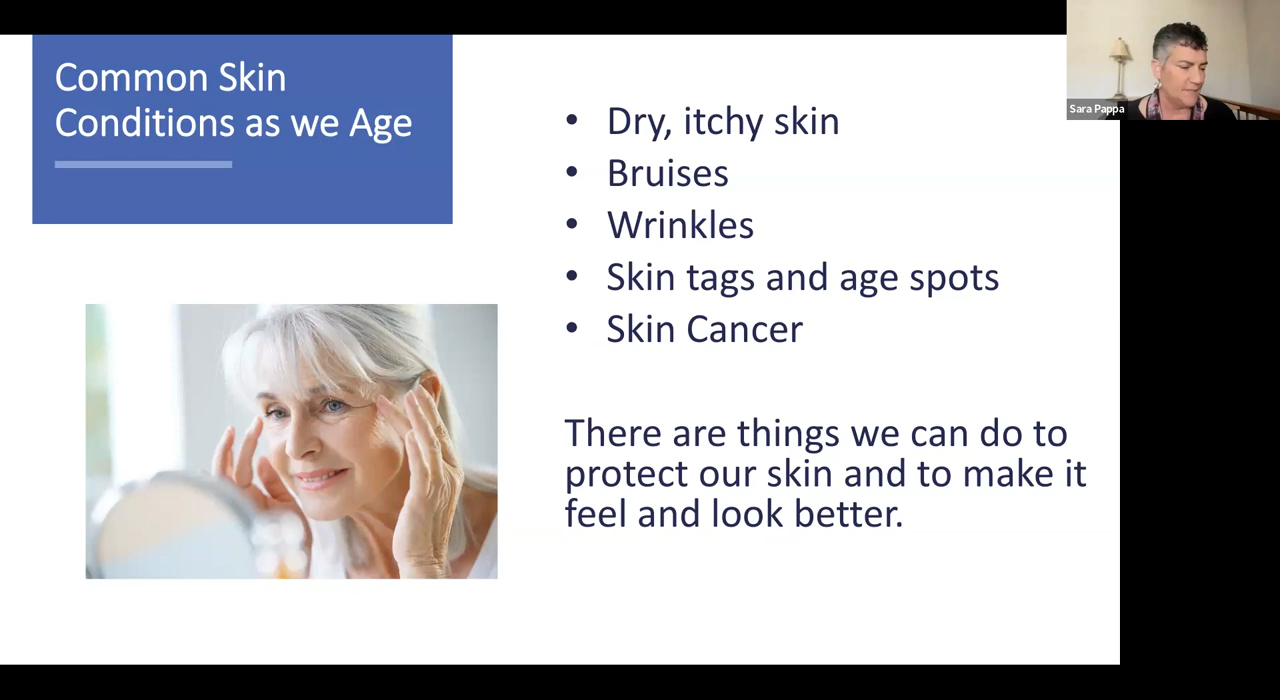 Common Skin
Conditions as we Age
• Dry, itchy skin
• Bruises
• Wrinkles
• Skin tags and age spots
• Skin Cancer
There are things we can do to
protect our skin and to make it
feel and look better.
Sara Pappa